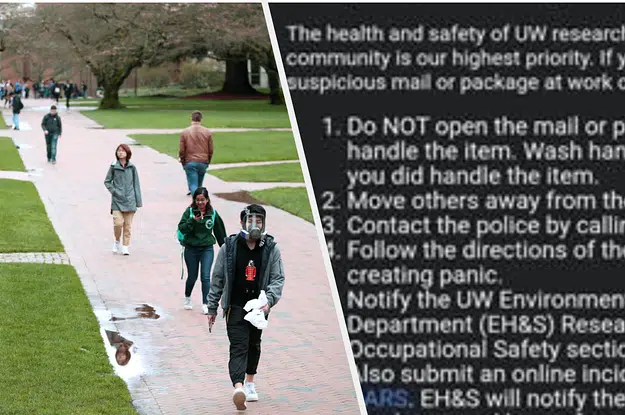 The health and safety of UW research
community is our highest priority. If y
suspicious mail or package at work o
1. Do NOT open the mail or p
handle the item. Wash han
you did handle the item.
2. Move others away from the
3. Contact the police by callin
4. Follow the directions of the
creating panic.
Notify the UW Environmen
Department (EH&S) Resea
Occupational Safety sectio
Also submit an online incid
ARS. EH&S will notify the